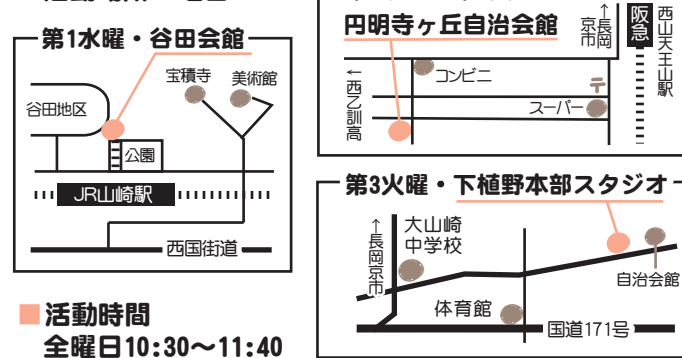 第1水曜・谷田会館
宝積寺
美術館
谷田地区
公園
JR山崎駅
西国街道
■活動時間
全曜日10:30〜11:40
円明寺ヶ丘自治会館
↑長岡京市
阪急
西山天王山駅
コンビニ
〒
スーパー
←西乙訓高
第3火曜・下植野本部スタジオ
↑長岡京市
大山崎
中学校
自治会館
体育館
国道171号